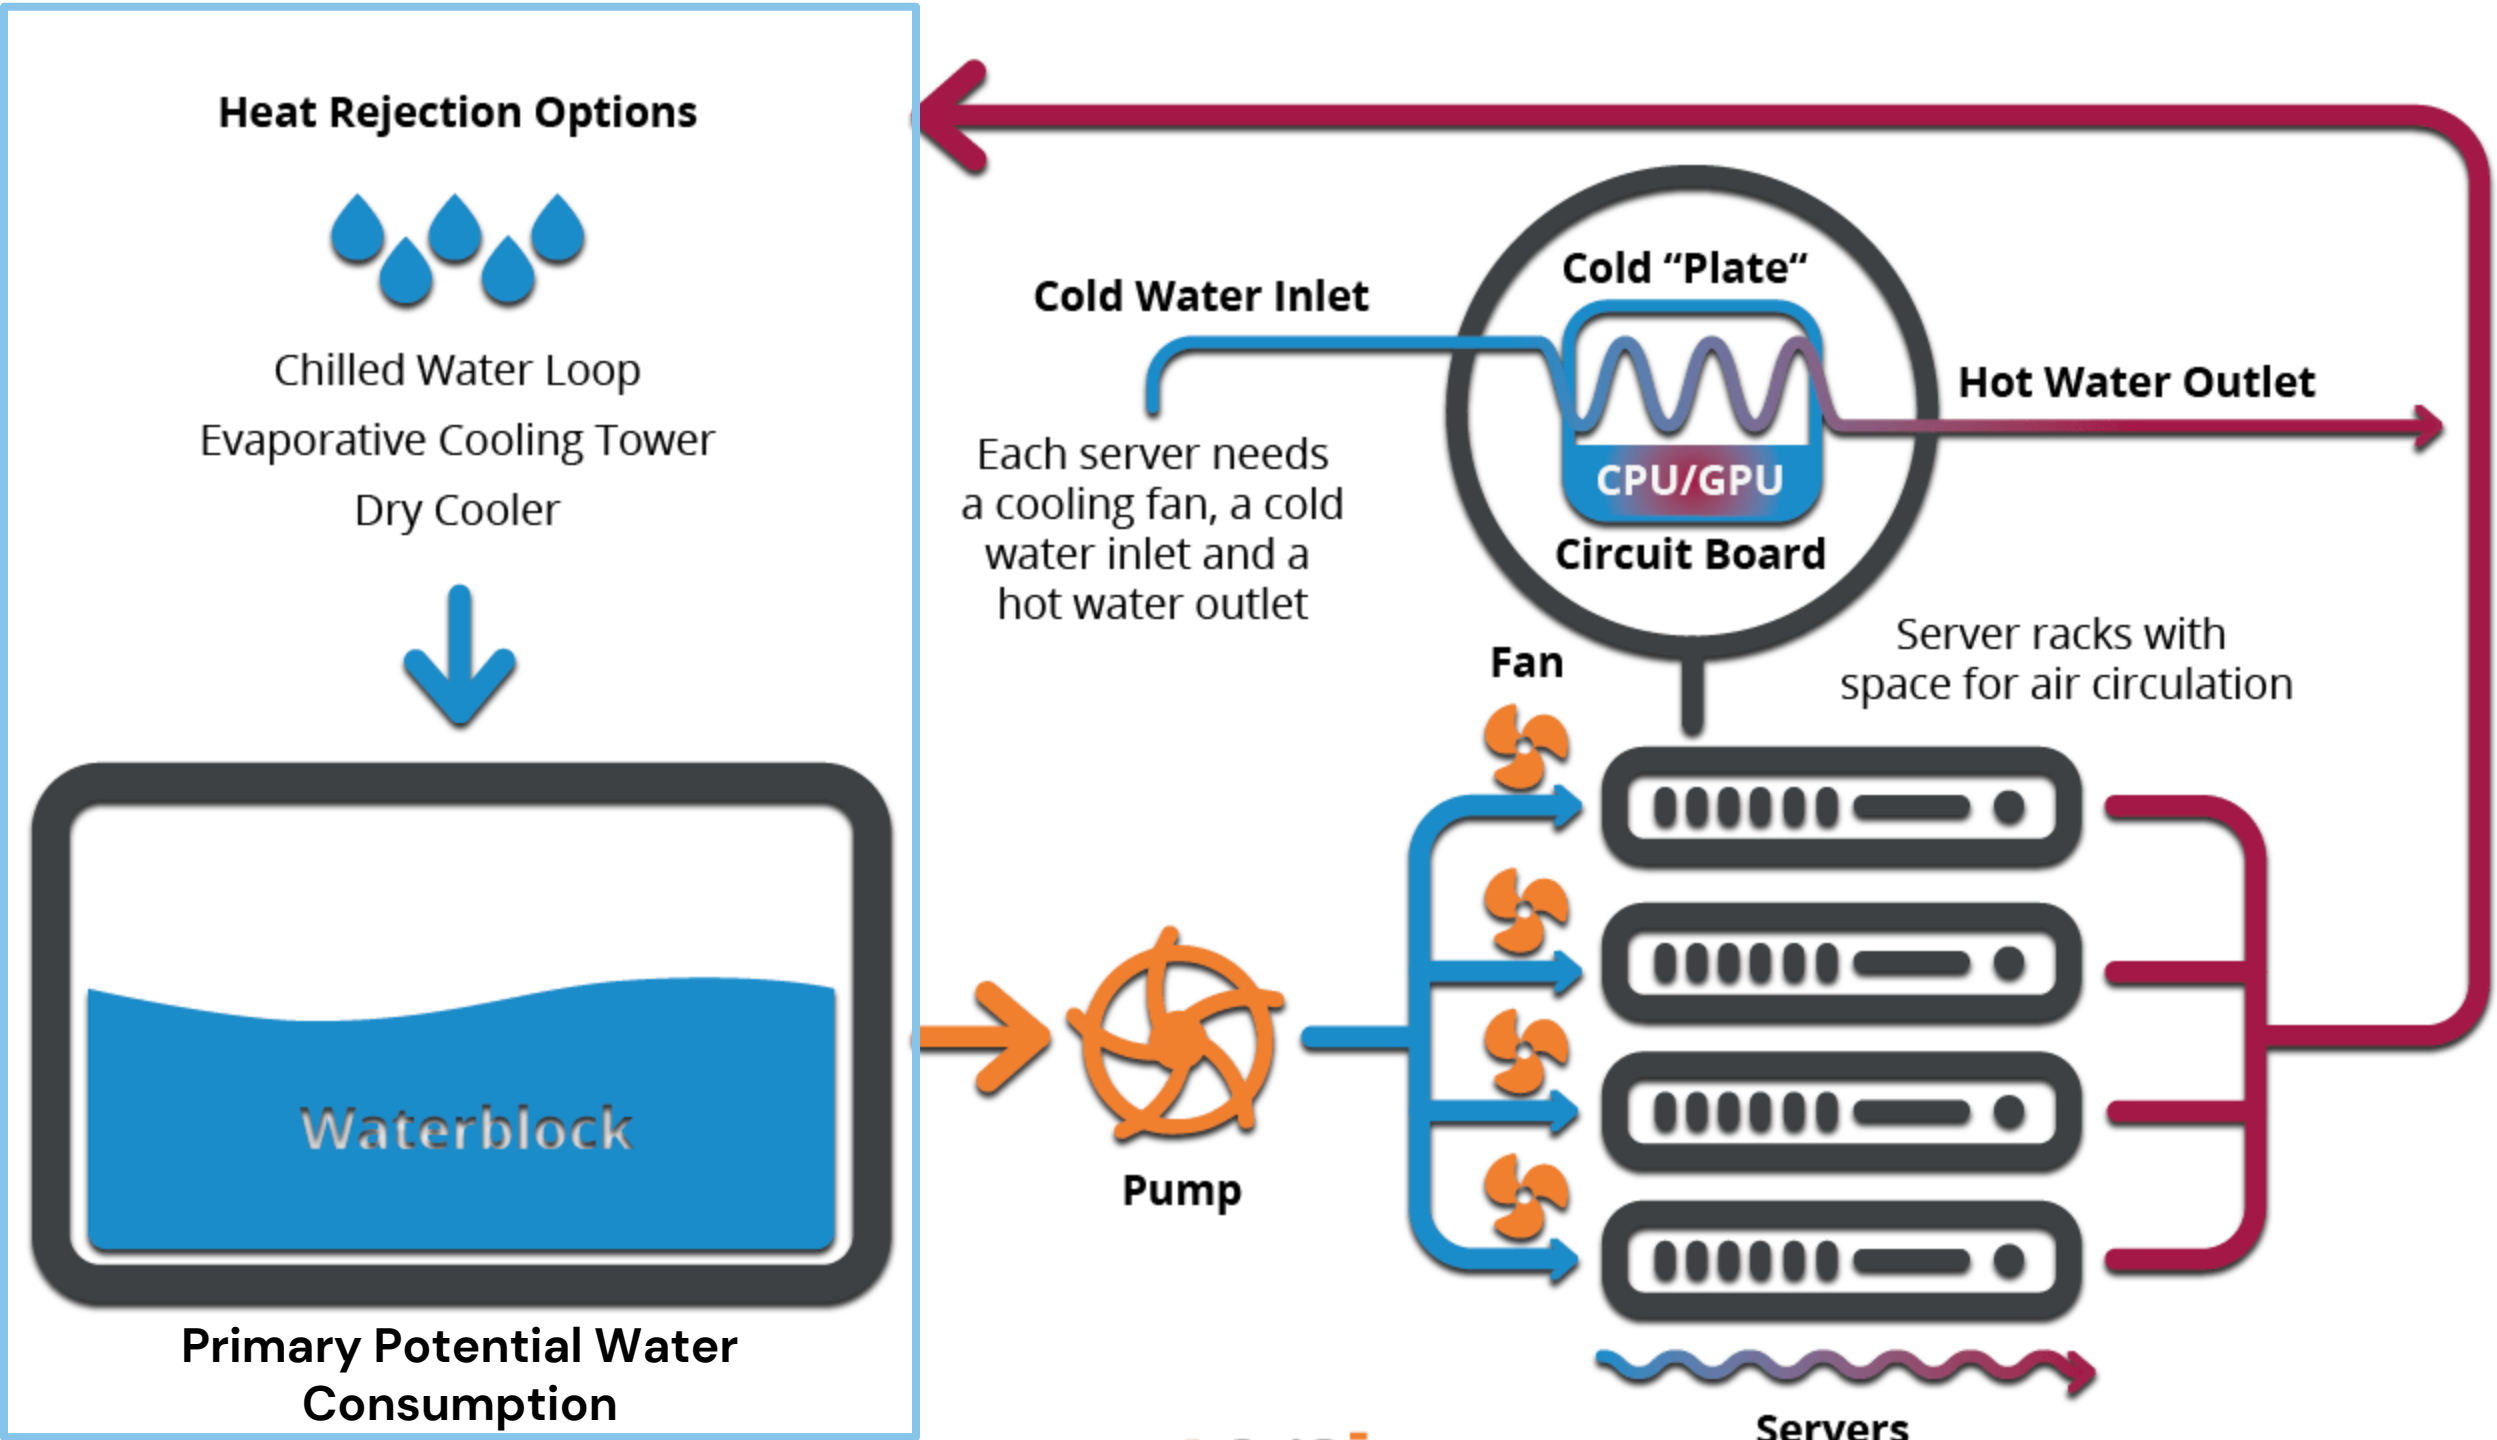 Heat Rejection Options
Chilled Water Loop
Evaporative Cooling Tower
Dry Cooler
Waterblock
Primary Potential Water
Consumption
Cold Water Inlet
Each server needs
a cooling fan, a cold
water inlet and a
hot water outlet
Cold “Plate“
CPU/GPU
Circuit Board
Hot Water Outlet
Server racks with
space for air circulation
Fan
Pump
Servers